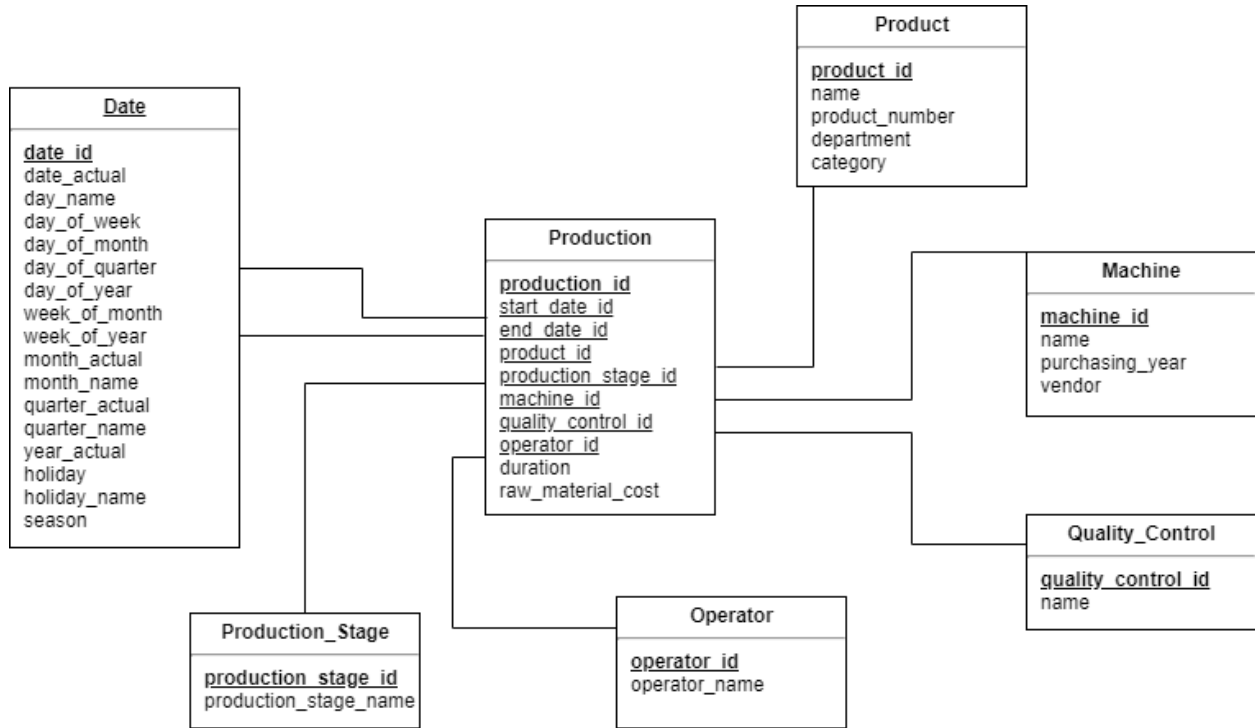 Product
product_id
name
product_number
department
category
Date
date_id
date_actual
day_name
day_of_week
day_of_month
day_of_quarter
day_of_year
week_of_month
week_of_year
month_actual
month_name
quarter_actual
quarter_name
year_actual
holiday
holiday_name
season
Production
production_id
start_date_id
end_date_id
product_id
production_stage_id
machine_id
quality_control_id
operator_id
duration
raw_material_cost
Machine
machine_id
name
purchasing_year
vendor
Quality_Control
quality_control_id
name
Production_Stage
production_stage_id
production_stage_name
Operator
operator_id
operator_name